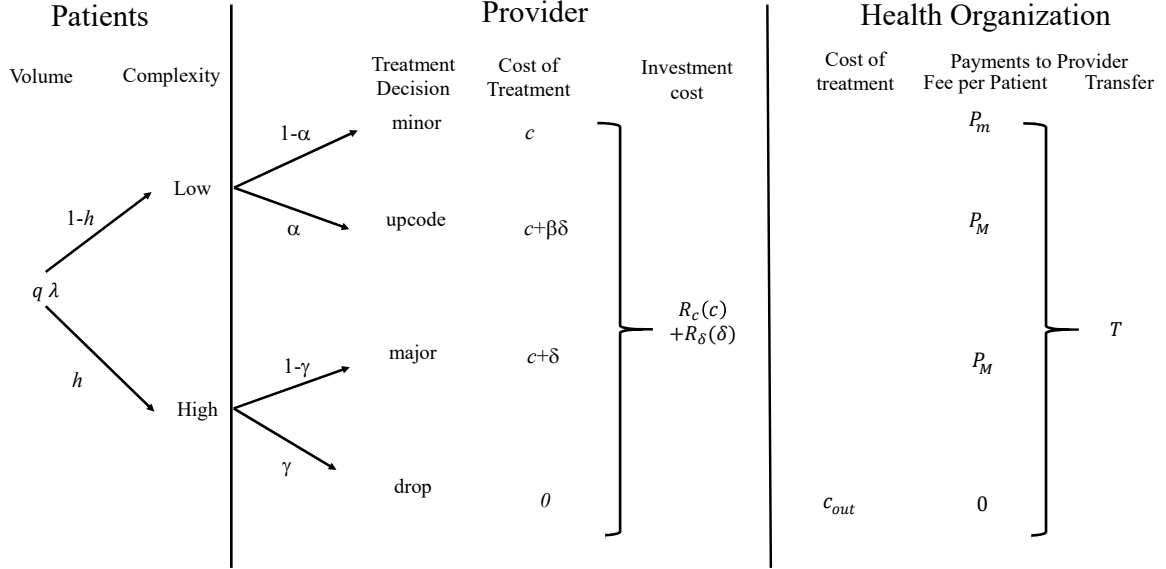 Patients
Provider
Health Organization
Volume
Complexity
Treatment
Decision
Cost of
Treatment
Investment
cost
Cost of
treatment
Payments to Provider
Fee per Patient
Transfer
1-α
minor
c
P_m
Low
1-h
α
upcode
c+βδ
P_M
q λ
R_c(c)
+R_δ(δ)
T
h
1-γ
major
c+δ
P_M
High
γ
drop
0
c_out
0